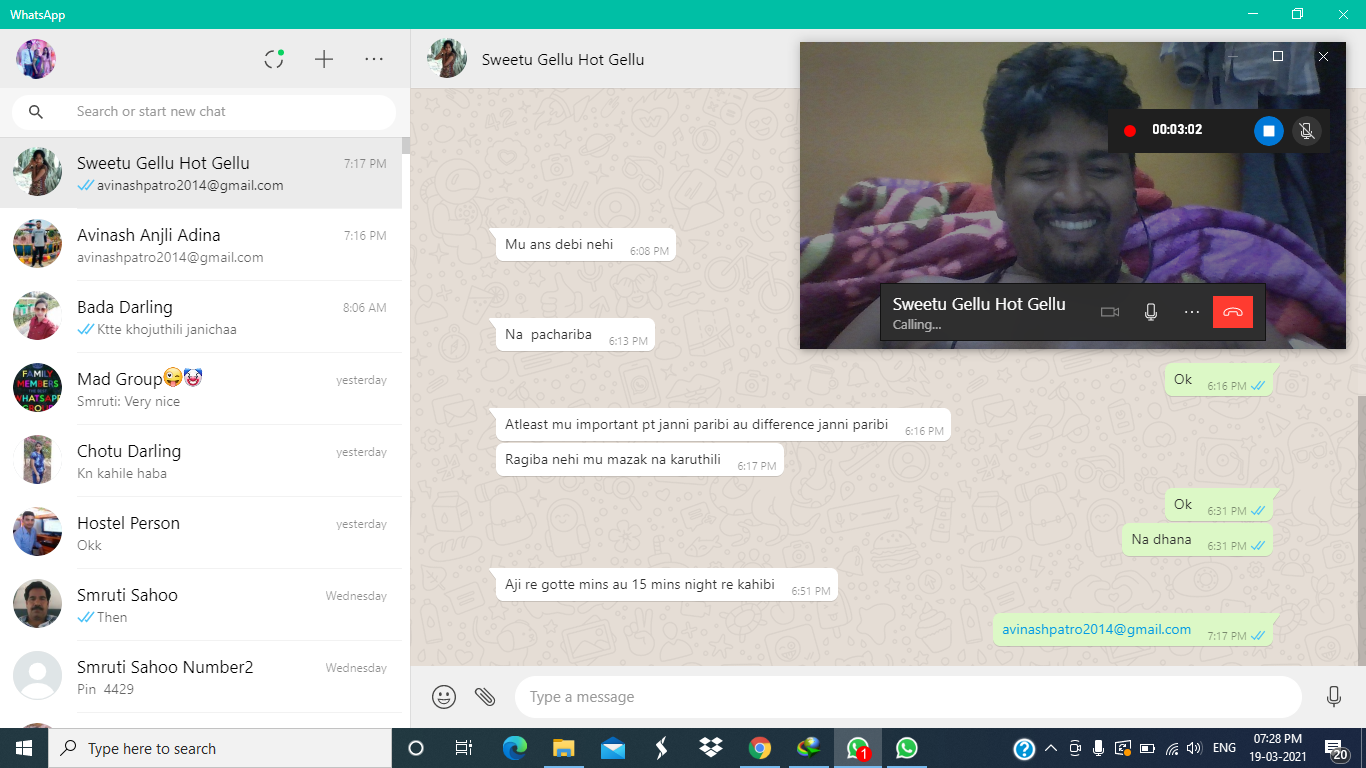 WhatsApp
Search or start new chat
Sweetu Gellu Hot Gellu
7:17 PM
avinashpatro2014@gmail.com
Avinash Anjli Adina
7:16 PM
avinashpatro2014@gmail.com
Bada Darling
8:06 AM
Ktte khojuthili janichaa
FAMILY
MEMBERS
WHATSAPP
GROUP
Mad Group😜🤡
yesterday
Smruti: Very nice
Chotu Darling
yesterday
Kn kahile haba
Hostel Person
yesterday
Okk
Smruti Sahoo
Wednesday
Then
Smruti Sahoo Number2
Wednesday
Pin 4429
Sweetu Gellu Hot Gellu
00:03:02
Sweetu Gellu Hot Gellu
Calling...
Mu ans debi nehi 6:08 PM
Na pachariba 6:13 PM
Ok 6:16 PM
Atleast mu important pt janni paribi au difference janni paribi 6:16 PM
Ragiba nehi mu mazak na karuthili 6:17 PM
Ok 6:31 PM
Na dhana 6:31 PM
Aji re gotte mins au 15 mins night re kahibi 6:51 PM
avinashpatro2014@gmail.com 7:17 PM
Type a message
Type here to search
1
ENG
07:28 PM
19-03-2021
20